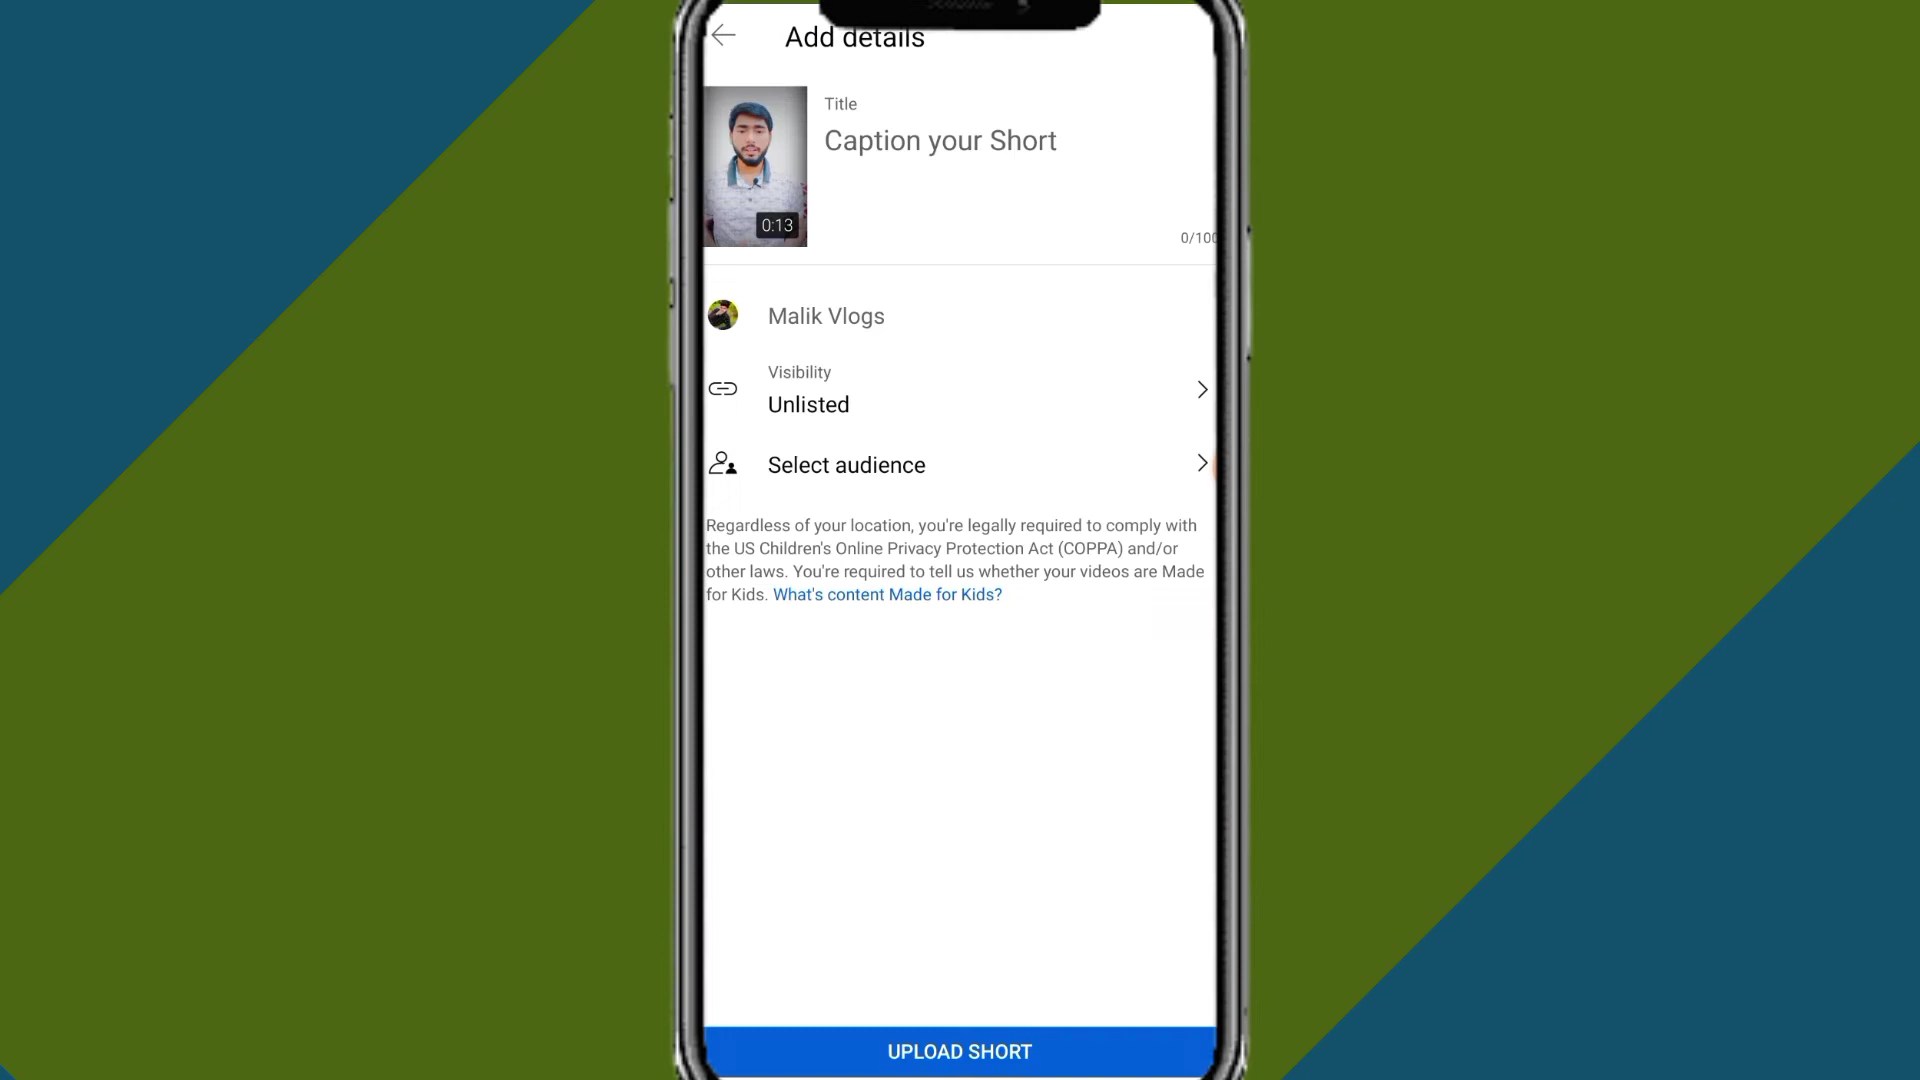 Add details
Title
Caption your Short
0:13
0/100
Malik Vlogs
Visibility
Unlisted
Select audience
Regardless of your location, you're legally required to comply with
the US Children's Online Privacy Protection Act (COPPA) and/or
other laws. You're required to tell us whether your videos are Made
for Kids. What's content Made for Kids?
UPLOAD SHORT